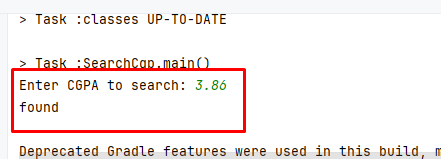 > Task :classes UP-TO-DATE
> Task :SearchCgp.main()
Enter CGPA to search: 3.86
found
Deprecated Gradle features were used in this build, m